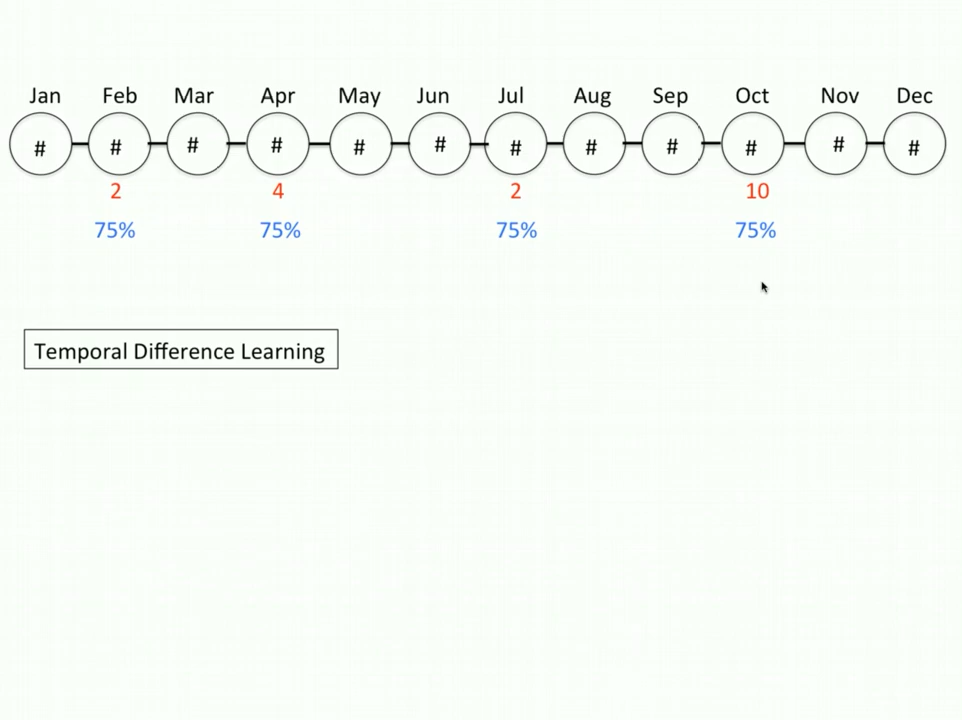 Jan Feb Mar Apr May Jun Jul Aug Sep Oct Nov Dec
# # # # # # # # # # # #
2 4 2 10
75% 75% 75% 75%
Temporal Difference Learning